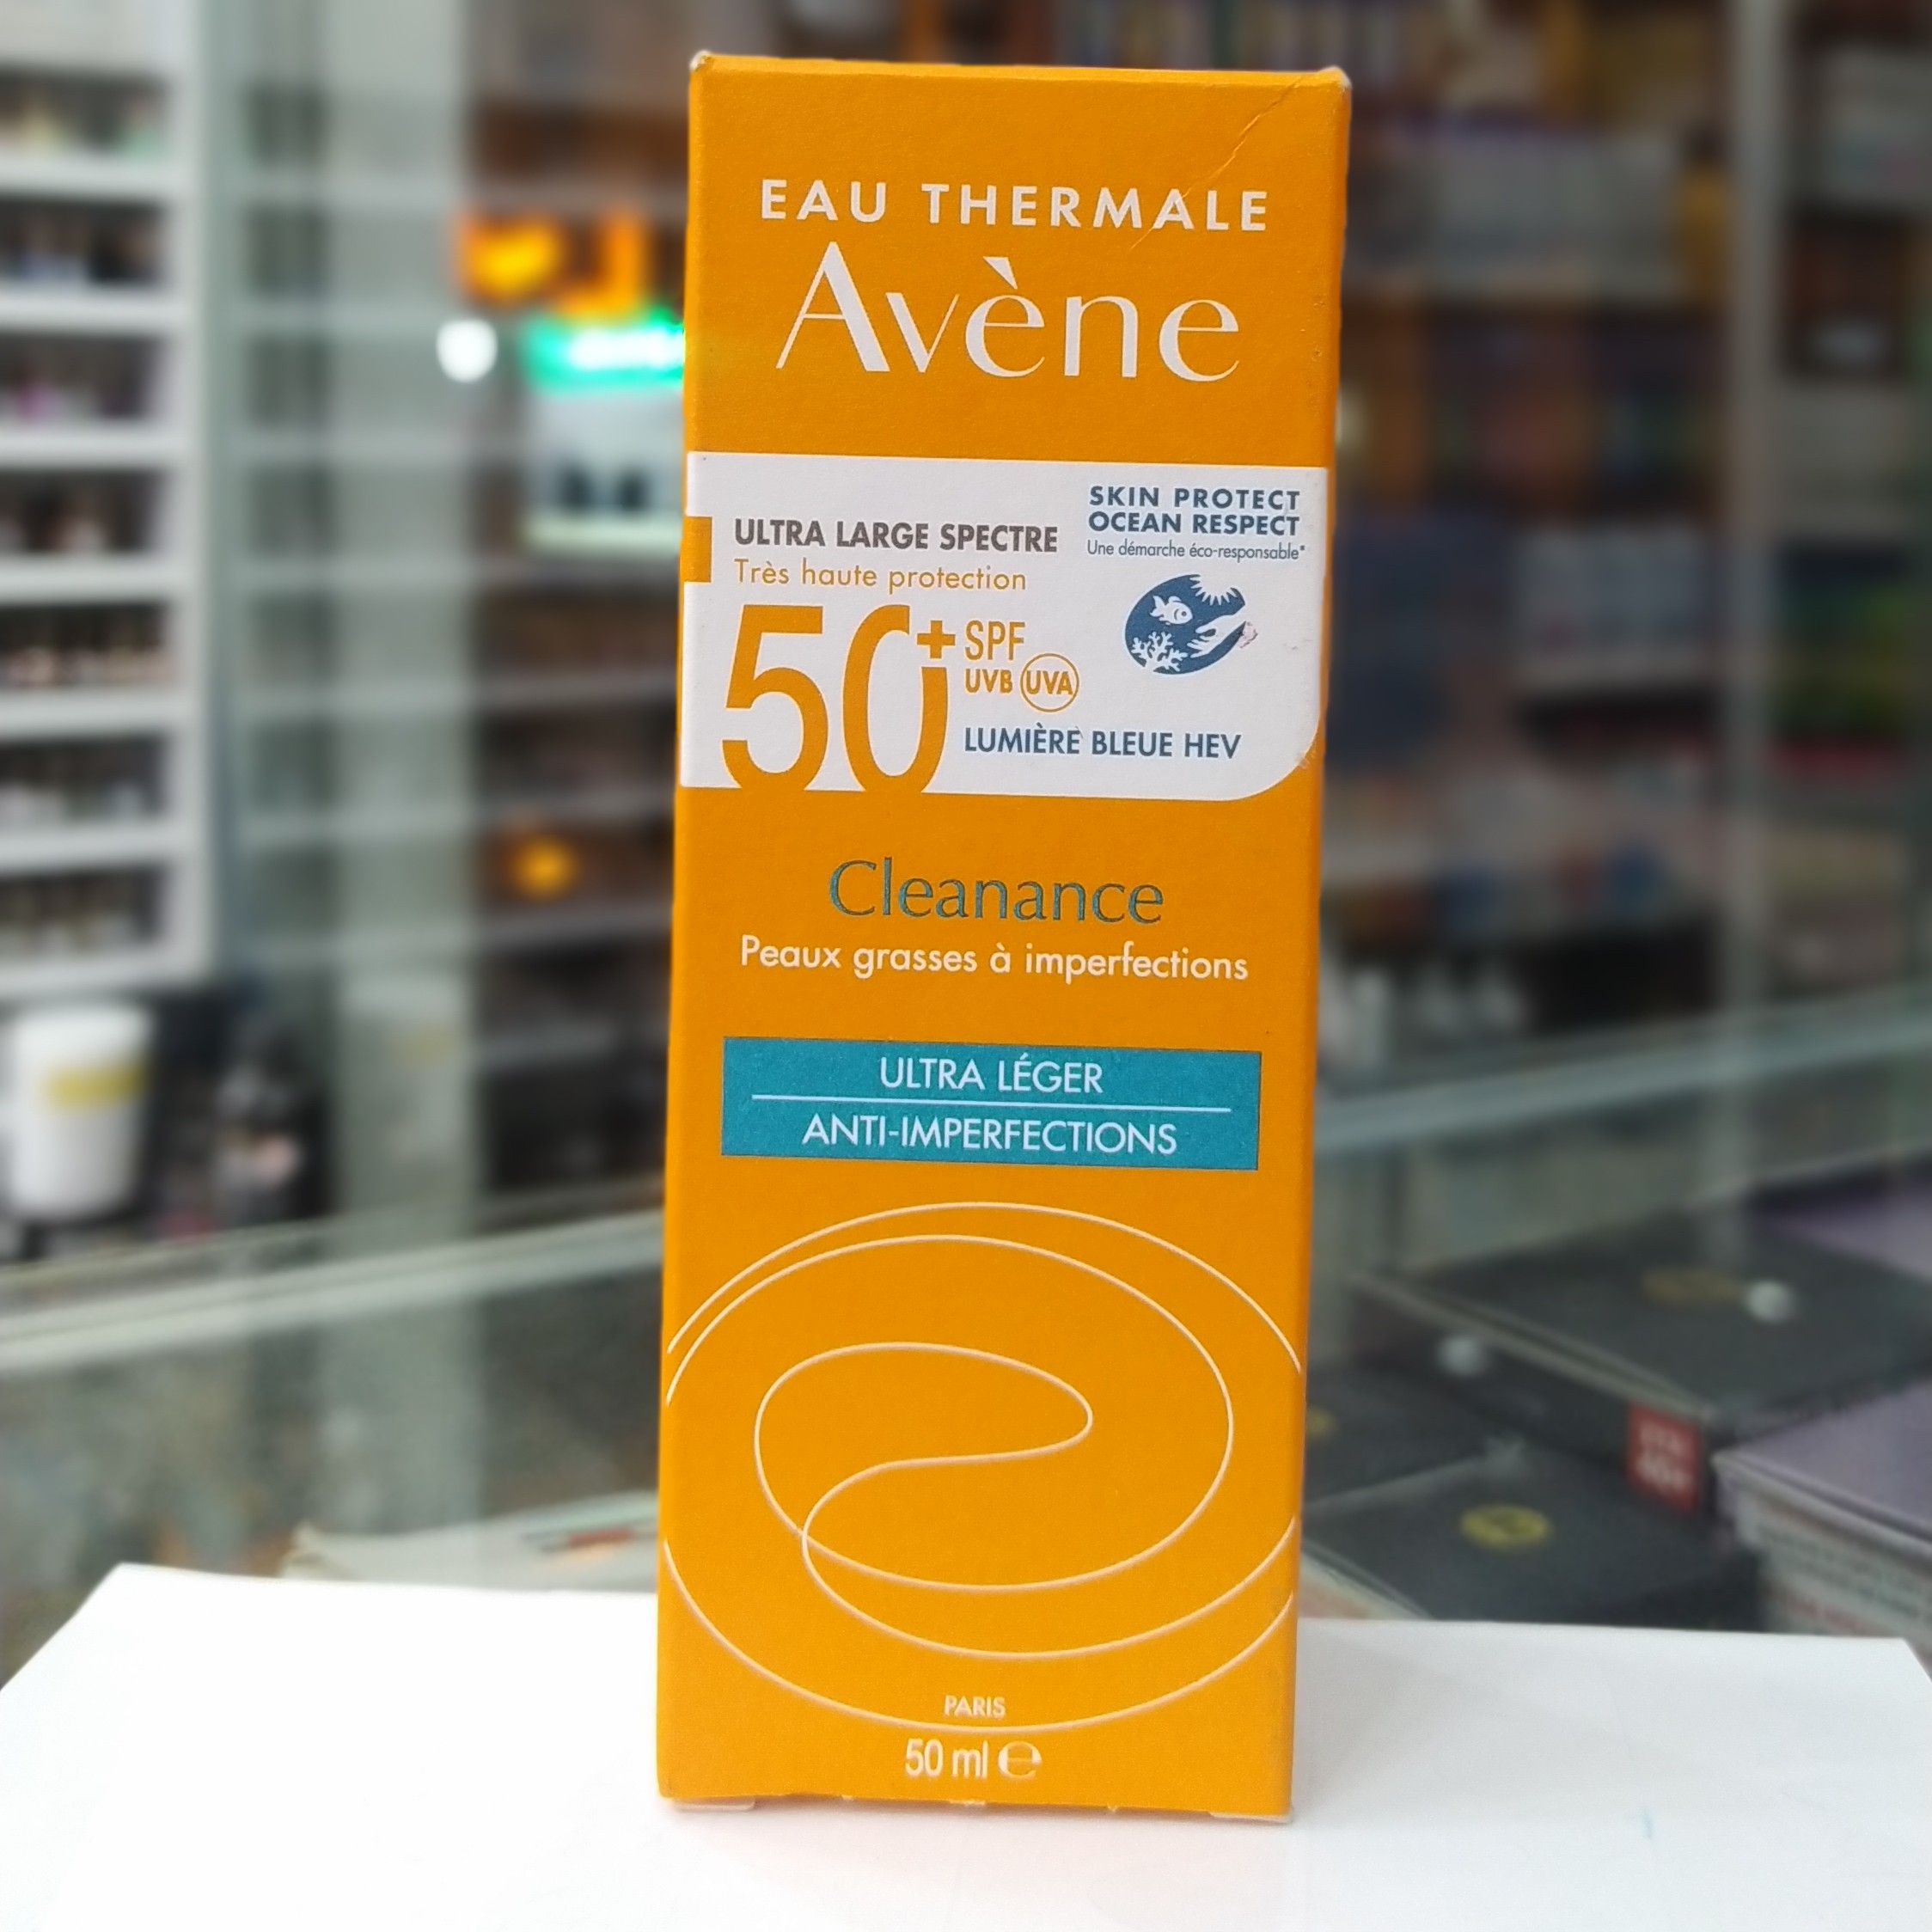 EAU THERMALE
Avène
SKIN PROTECT
OCEAN RESPECT
Une démarche éco-responsable*
ULTRA LARGE SPECTRE
Très haute protection
50+ SPF
UVB UVA
LUMIÈRE BLEUE HEV
Cleanance
Peaux grasses à imperfections
ULTRA LÉGER
ANTI-IMPERFECTIONS
PARIS
50 ml ℮